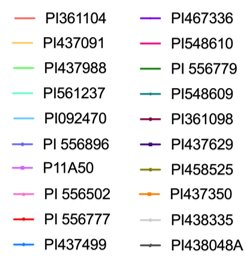 PI361104
PI437091
PI437988
PI561237
PI092470
PI 556896
P11A50
PI 556502
PI 556777
PI437499
PI467336
PI548610
PI 556779
PI548609
PI361098
PI437629
PI458525
PI437350
PI438335
PI438048A